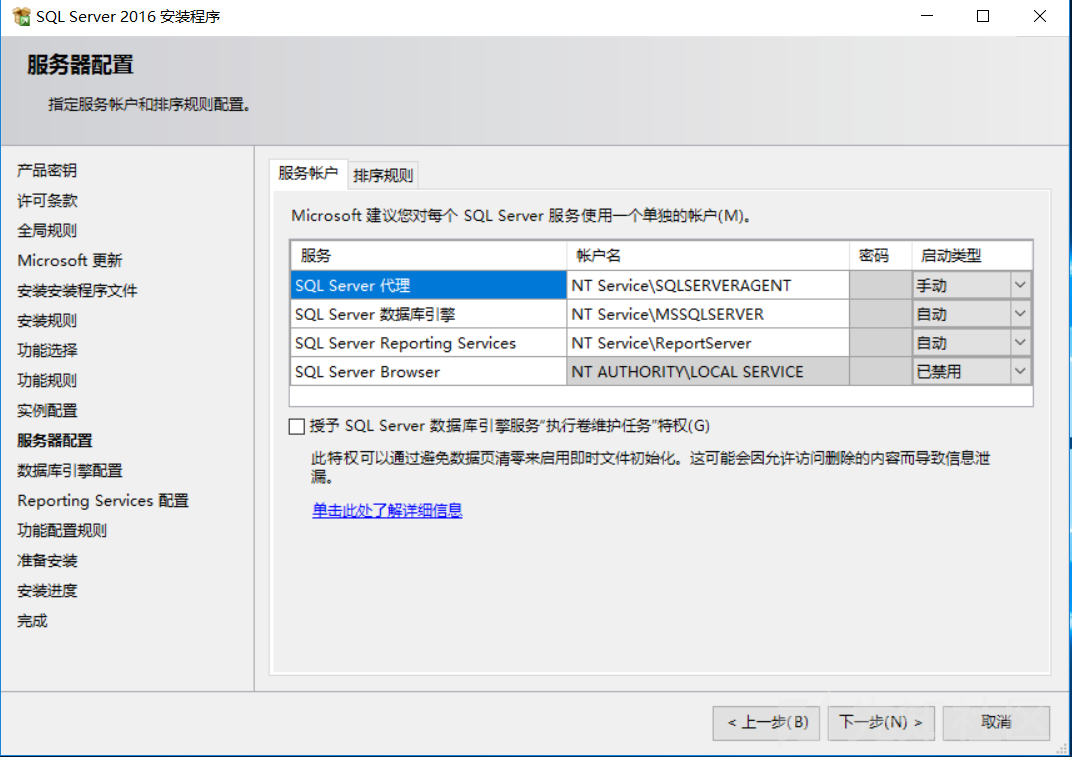 SQL Server 2016 安装程序
服务器配置
指定服务帐户和排序规则配置。
产品密钥
许可条款
全局规则
Microsoft 更新
安装安装程序文件
安装规则
功能选择
功能规则
实例配置
服务器配置
数据库引擎配置
Reporting Services 配置
功能配置规则
准备安装
安装进度
完成
服务帐户 排序规则
Microsoft 建议您对每个 SQL Server 服务使用一个单独的帐户(M)。
服务 帐户名 密码 启动类型
SQL Server 代理 NT Service\SQLSERVERAGENT 手动
SQL Server 数据库引擎 NT Service\MSSQLSERVER 自动
SQL Server Reporting Services NT Service\ReportServer 自动
SQL Server Browser NT AUTHORITY\LOCAL SERVICE 已禁用
授予 SQL Server 数据库引擎服务“执行卷维护任务”特权(G)
此特权可以通过避免数据页清零来启用即时文件初始化。这可能会因允许访问删除的内容而导致信息泄
漏。
单击此处了解详细信息
< 上一步(B) 下一步(N) > 取消